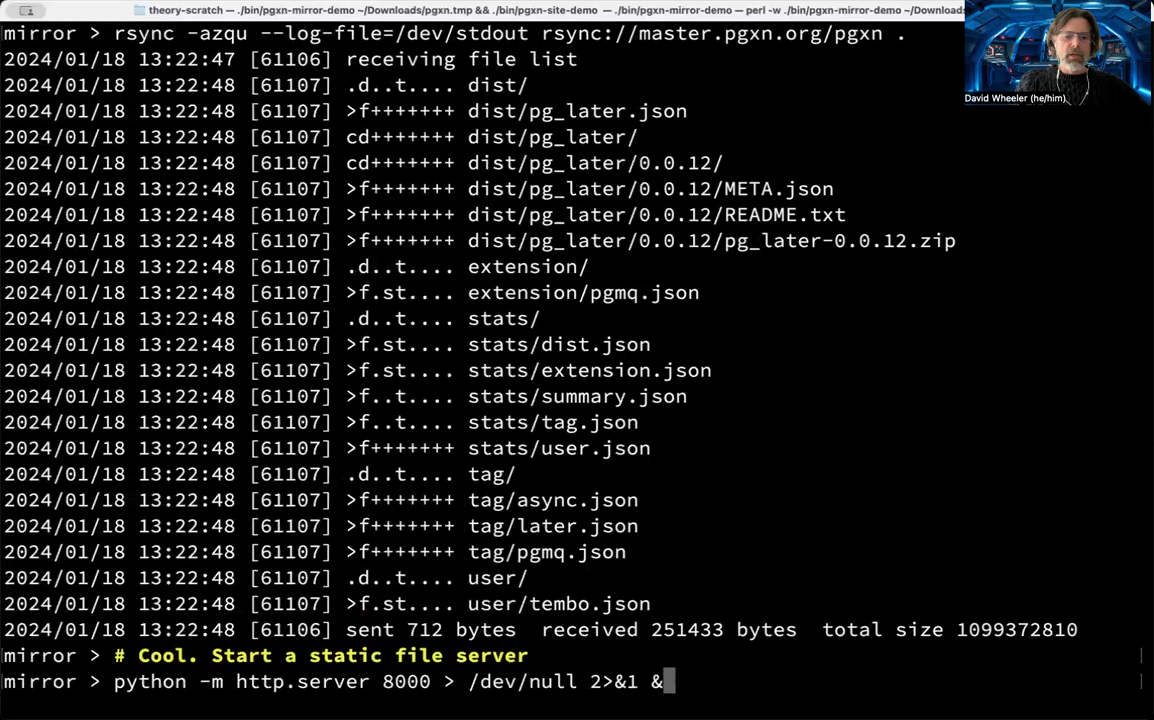 theory-scratch — ./bin/pgxn-mirror-demo ~/Downloads/pgxn.tmp && ./bin/pgxn-site-demo — ./bin/pgxn-mirror-demo — perl -w ./bin/pgxn-mirror-demo ~/Downloads
mirror > rsync -azqu --log-file=/dev/stdout rsync://master.pgxn.org/pgxn .
2024/01/18 13:22:47 [61106] receiving file list
2024/01/18 13:22:48 [61107] .d..t.... dist/
2024/01/18 13:22:48 [61107] >f+++++++ dist/pg_later.json
2024/01/18 13:22:48 [61107] cd+++++++ dist/pg_later/
2024/01/18 13:22:48 [61107] cd+++++++ dist/pg_later/0.0.12/
2024/01/18 13:22:48 [61107] >f+++++++ dist/pg_later/0.0.12/META.json
2024/01/18 13:22:48 [61107] >f+++++++ dist/pg_later/0.0.12/README.txt
2024/01/18 13:22:48 [61107] >f+++++++ dist/pg_later/0.0.12/pg_later-0.0.12.zip
2024/01/18 13:22:48 [61107] .d..t.... extension/
2024/01/18 13:22:48 [61107] >f.st.... extension/pgmq.json
2024/01/18 13:22:48 [61107] .d..t.... stats/
2024/01/18 13:22:48 [61107] >f.st.... stats/dist.json
2024/01/18 13:22:48 [61107] >f.st.... stats/extension.json
2024/01/18 13:22:48 [61107] >f..t.... stats/summary.json
2024/01/18 13:22:48 [61107] >f..t.... stats/tag.json
2024/01/18 13:22:48 [61107] >f+++++++ stats/user.json
2024/01/18 13:22:48 [61107] .d..t.... tag/
2024/01/18 13:22:48 [61107] >f+++++++ tag/async.json
2024/01/18 13:22:48 [61107] >f+++++++ tag/later.json
2024/01/18 13:22:48 [61107] >f+++++++ tag/pgmq.json
2024/01/18 13:22:48 [61107] .d..t.... user/
2024/01/18 13:22:48 [61107] >f.st.... user/tembo.json
2024/01/18 13:22:48 [61106] sent 712 bytes  received 251433 bytes  total size 1099372810
mirror > # Cool. Start a static file server
mirror > python -m http.server 8000 > /dev/null 2>&1 &
David Wheeler (he/him)